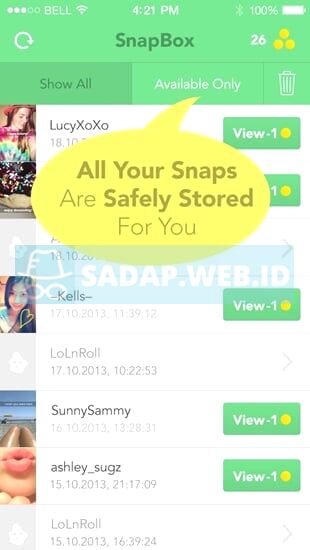 BELL
4:21 PM
100%
SnapBox
26
Show All
Available Only
LucyXoXo
18.10.2013,
View-1
All Your Snaps
Are Safely Stored
For You
18.10.2013,
SADAP.WEB.ID
–Kells–
17.10.2013, 11:39:12
View-1
LoLnRoll
17.10.2013, 10:22:53
SunnySammy
16.10.2013, 13:28:31
View-1
ashley_sugz
15.10.2013, 21:17:09
View-1
LoLnRoll
15.10.2013, 16:39:24